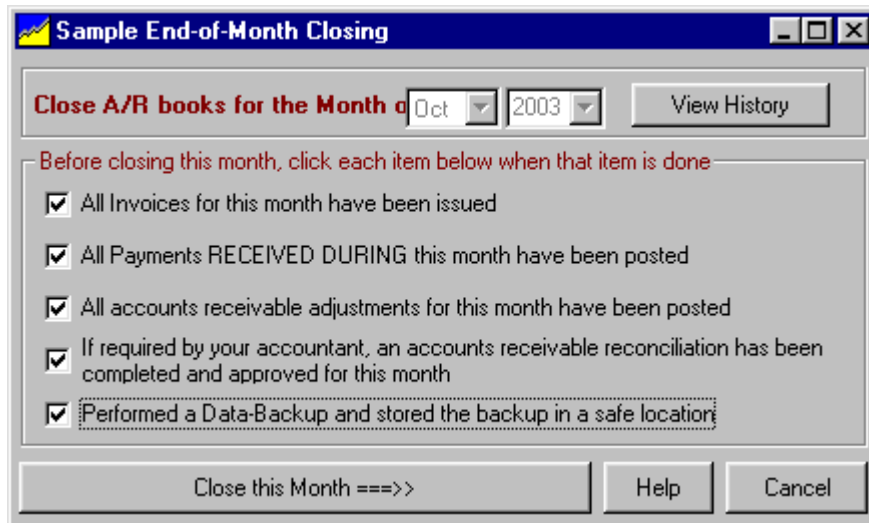 Sample End-of-Month Closing
Close A/R books for the Month o Oct 2003 View History
Before closing this month, click each item below when that item is done
All Invoices for this month have been issued
All Payments RECEIVED DURING this month have been posted
All accounts receivable adjustments for this month have been posted
If required by your accountant, an accounts receivable reconciliation has been
completed and approved for this month
Performed a Data-Backup and stored the backup in a safe location
Close this Month ===>> Help Cancel